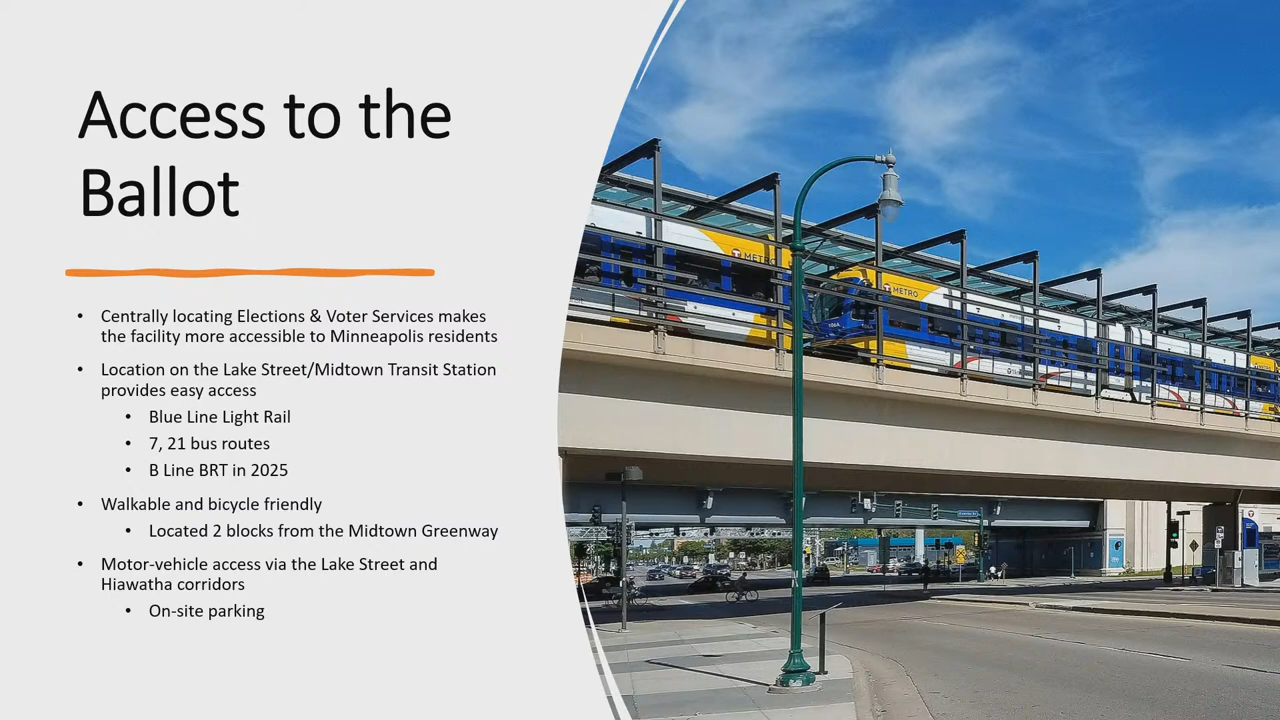 Access to the
Ballot
• Centrally locating Elections & Voter Services makes
the facility more accessible to Minneapolis residents
• Location on the Lake Street/Midtown Transit Station
provides easy access
• Blue Line Light Rail
• 7, 21 bus routes
• B Line BRT in 2025
• Walkable and bicycle friendly
• Located 2 blocks from the Midtown Greenway
• Motor-vehicle access via the Lake Street and
Hiawatha corridors
• On-site parking
METRO
METRO